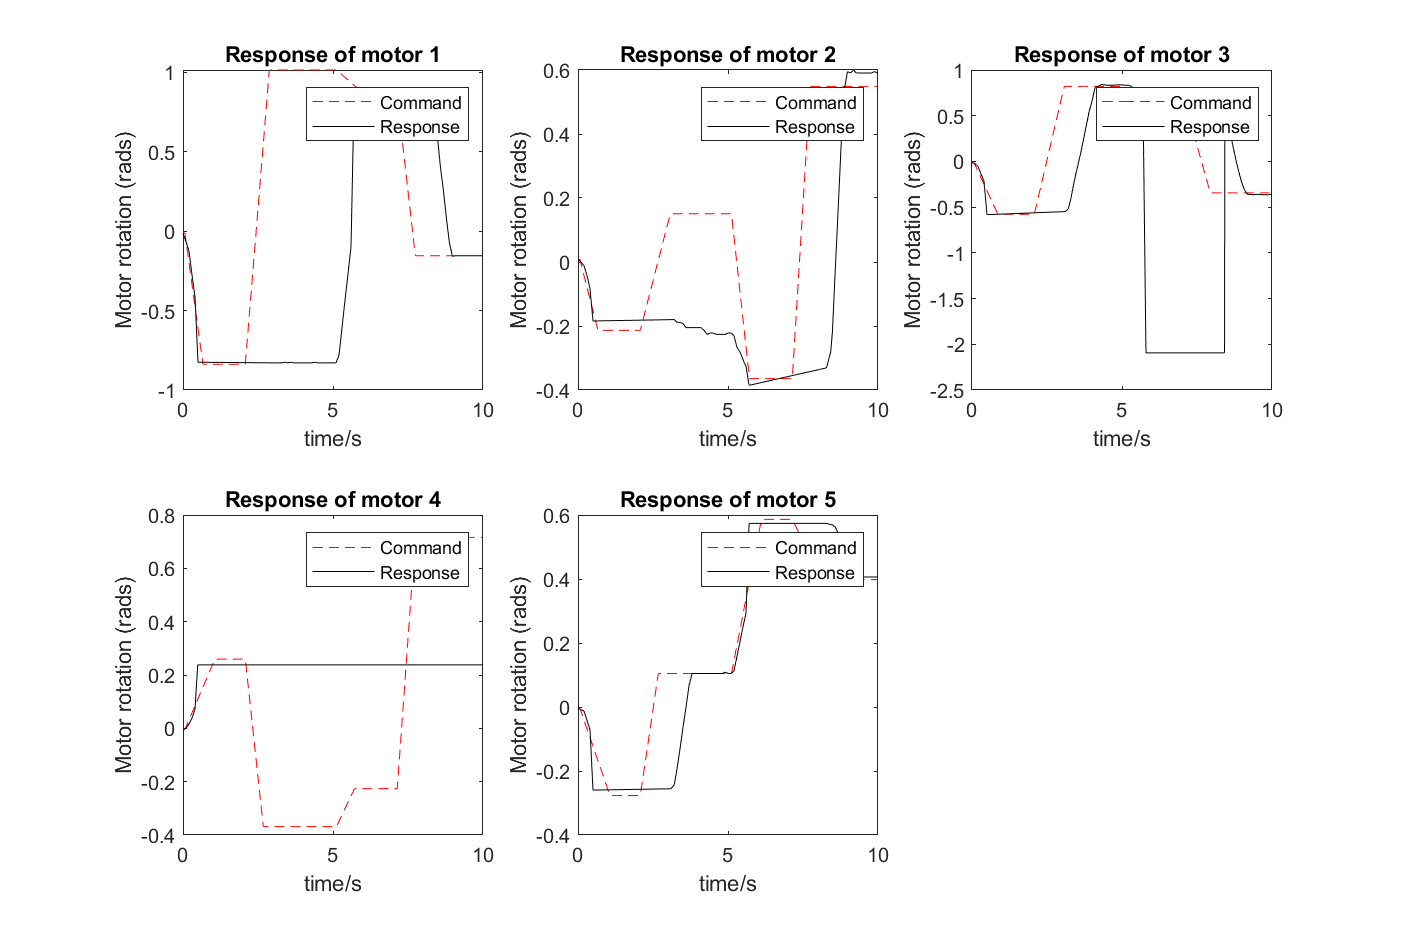 Response of motor 1
Motor rotation (rads)
1
0.5
0
-0.5
-1
0
5
10
time/s
Command
Response
Response of motor 2
Motor rotation (rads)
0.6
0.4
0.2
0
-0.2
-0.4
0
5
10
time/s
Command
Response
Response of motor 3
Motor rotation (rads)
1
0.5
0
-0.5
-1
-1.5
-2
-2.5
0
5
10
time/s
Command
Response
Response of motor 4
Motor rotation (rads)
0.8
0.6
0.4
0.2
0
-0.2
-0.4
0
5
10
time/s
Command
Response
Response of motor 5
Motor rotation (rads)
0.6
0.4
0.2
0
-0.2
-0.4
0
5
10
time/s
Command
Response